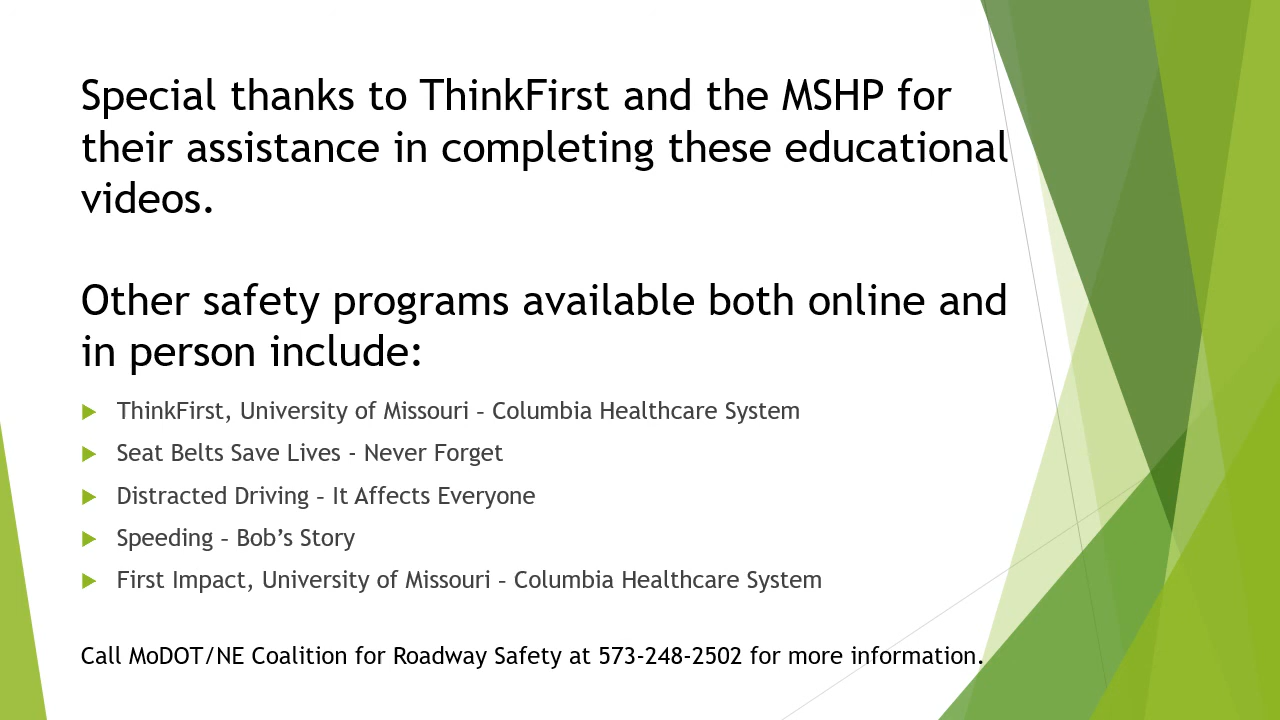 Special thanks to ThinkFirst and the MSHP for
their assistance in completing these educational
videos.
Other safety programs available both online and
in person include:
ThinkFirst, University of Missouri – Columbia Healthcare System
Seat Belts Save Lives - Never Forget
Distracted Driving – It Affects Everyone
Speeding – Bob’s Story
First Impact, University of Missouri – Columbia Healthcare System
Call MoDOT/NE Coalition for Roadway Safety at 573-248-2502 for more information.